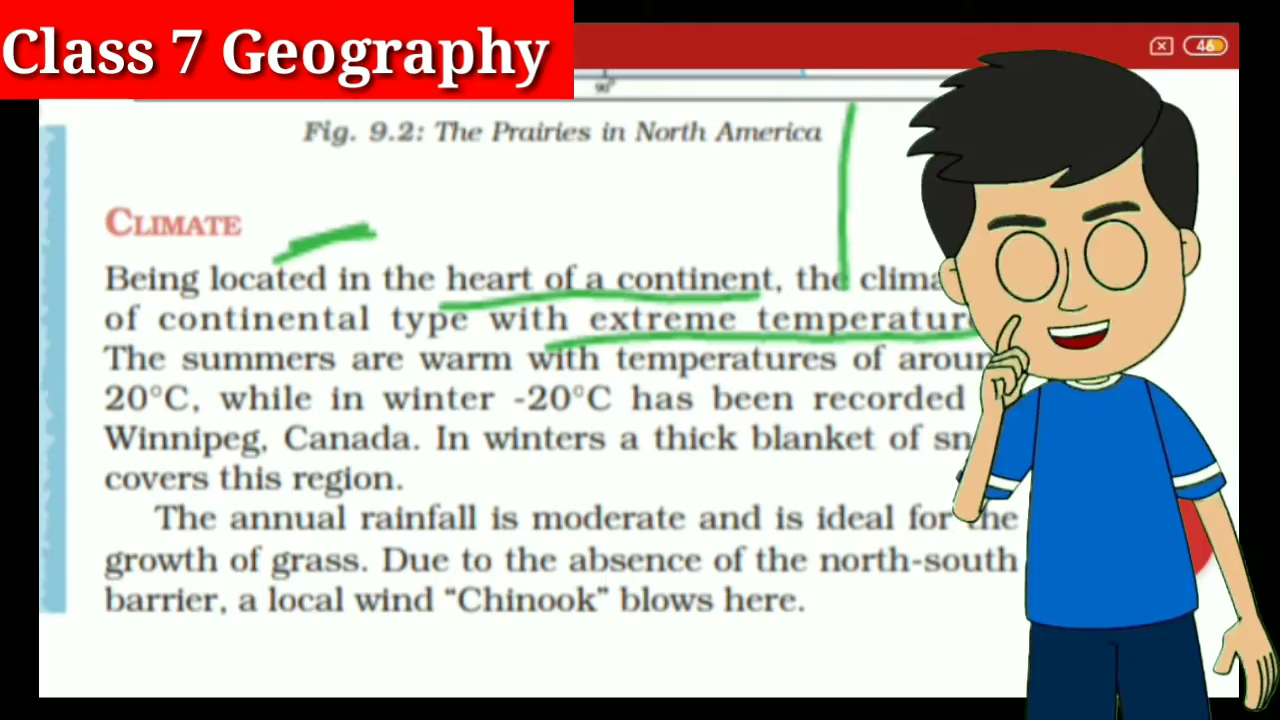 Class 7 Geography
46
90°
Fig. 9.2: The Prairies in North America
CLIMATE
Being located in the heart of a continent, the
of continental type with extreme
The summers are warm with temperatures of
20°C, while in winter -20°C has been recorded
Winnipeg, Canada. In winters a thick blanket of
covers this region.
The annual rainfall is moderate and is ideal for the
growth of grass. Due to the absence of the north-south
barrier, a local wind “Chinook” blows here.